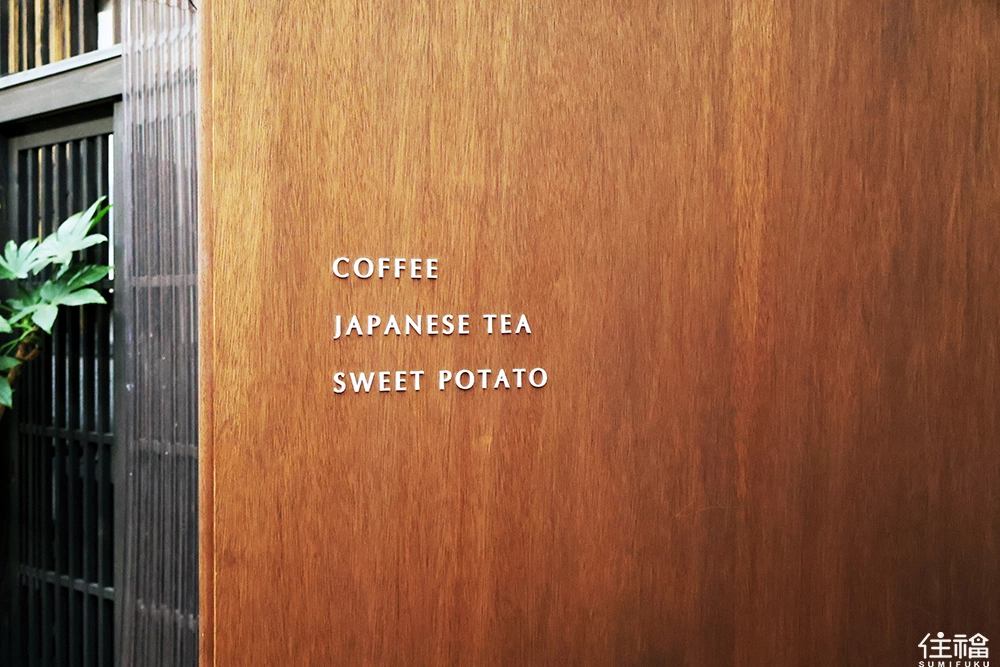 COFFEE
JAPANESE TEA
SWEET POTATO
住福
SUMIFUKU